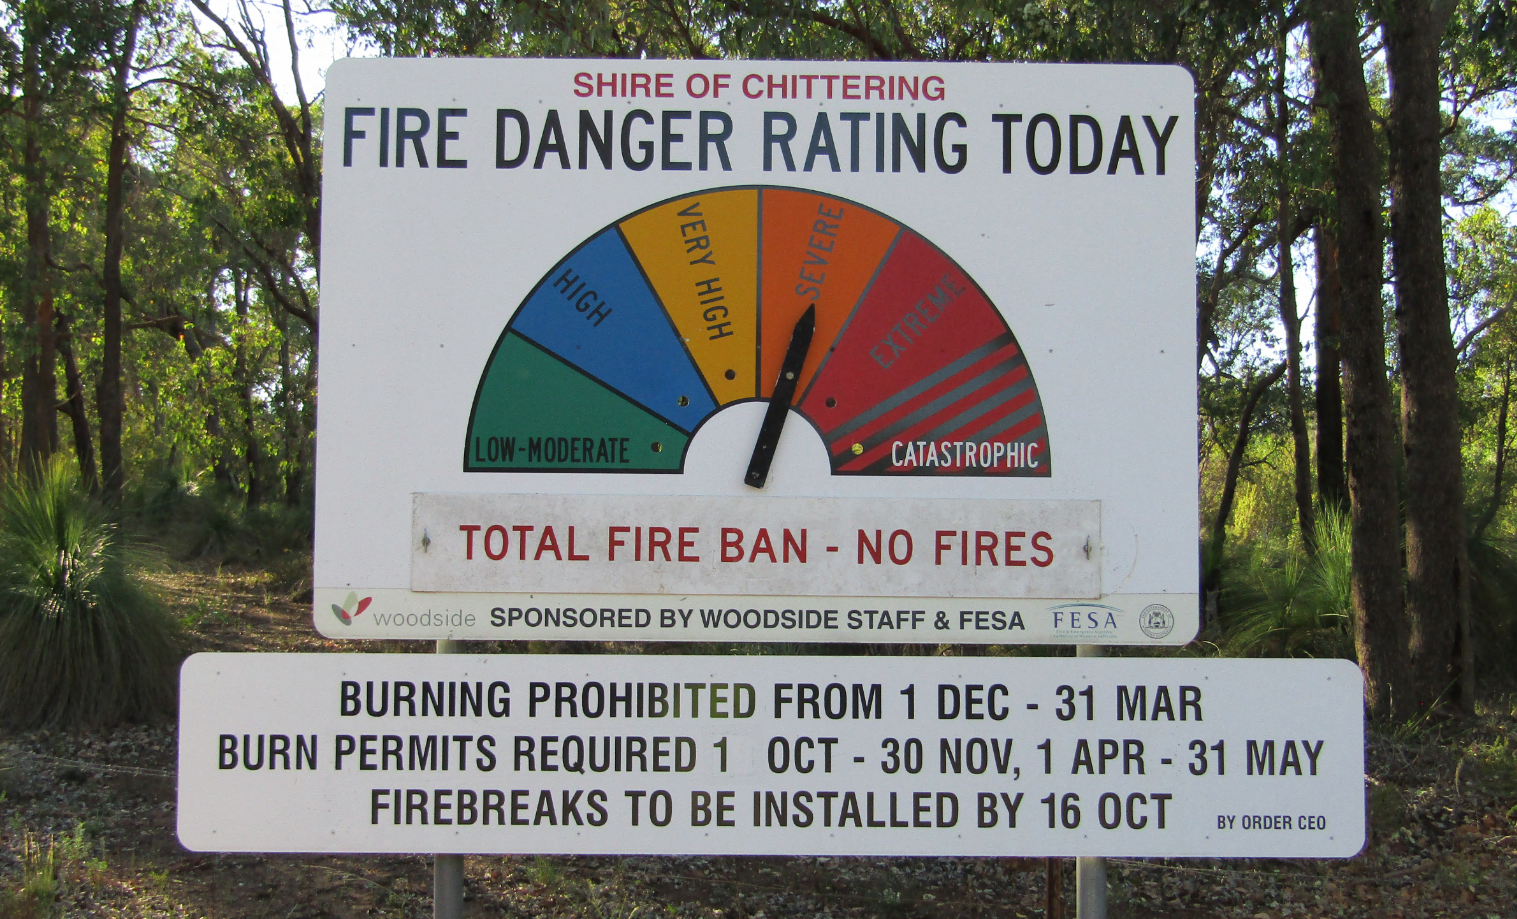 SHIRE OF CHITTERING
FIRE DANGER RATING TODAY
LOW-MODERATE
HIGH
VERY HIGH
SEVERE
EXTREME
CATASTROPHIC
TOTAL FIRE BAN - NO FIRES
woodside SPONSORED BY WOODSIDE STAFF & FESA FESA
BURNING PROHIBITED FROM 1 DEC - 31 MAR
BURN PERMITS REQUIRED 1 OCT - 30 NOV, 1 APR - 31 MAY
FIREBREAKS TO BE INSTALLED BY 16 OCT
BY ORDER CEO